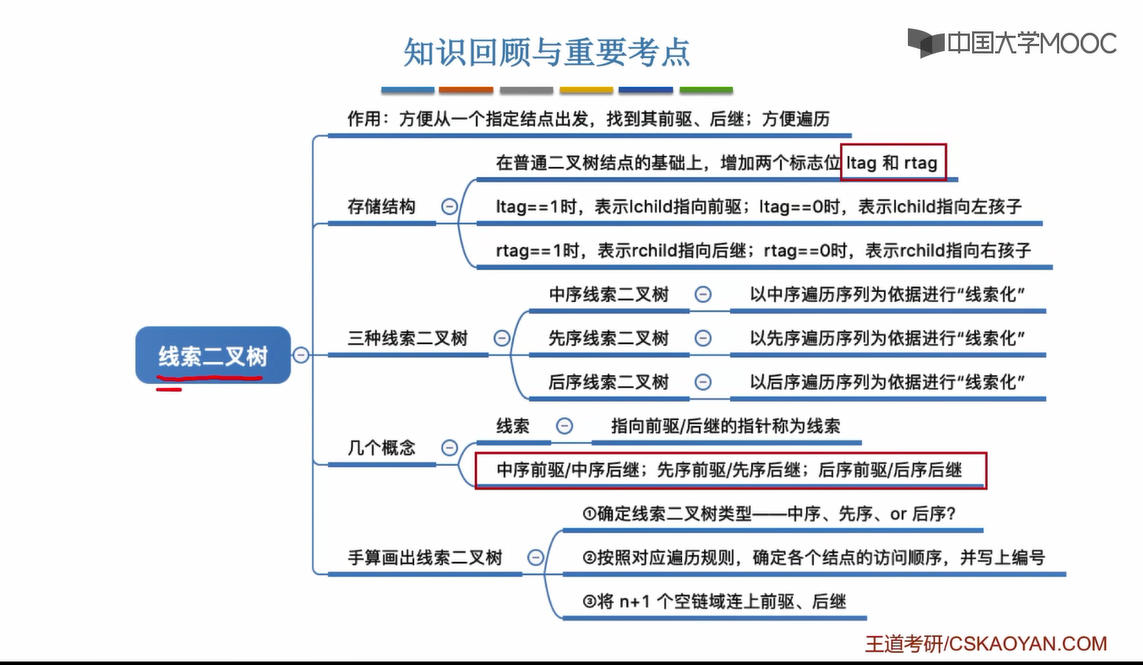 中国大学MOOC
知识回顾与重要考点
作用：方便从一个指定结点出发，找到其前驱、后继；方便遍历
在普通二叉树结点的基础上，增加两个标志位 ltag 和 rtag
存储结构
ltag==1时，表示lchild指向前驱；ltag==0时，表示lchild指向左孩子
rtag==1时，表示rchild指向后继；rtag==0时，表示rchild指向右孩子
中序线索二叉树
以中序遍历序列为依据进行“线索化”
三种线索二叉树
先序线索二叉树
以先序遍历序列为依据进行“线索化”
线索二叉树
后序线索二叉树
以后序遍历序列为依据进行“线索化”
线索
指向前驱/后继的指针称为线索
几个概念
中序前驱/中序后继；先序前驱/先序后继；后序前驱/后序后继
①确定线索二叉树类型——中序、先序、or 后序？
手算画出线索二叉树
②按照对应遍历规则，确定各个结点的访问顺序，并写上编号
③将 n+1 个空链域连上前驱、后继
王道考研/CSKAOYAN.COM